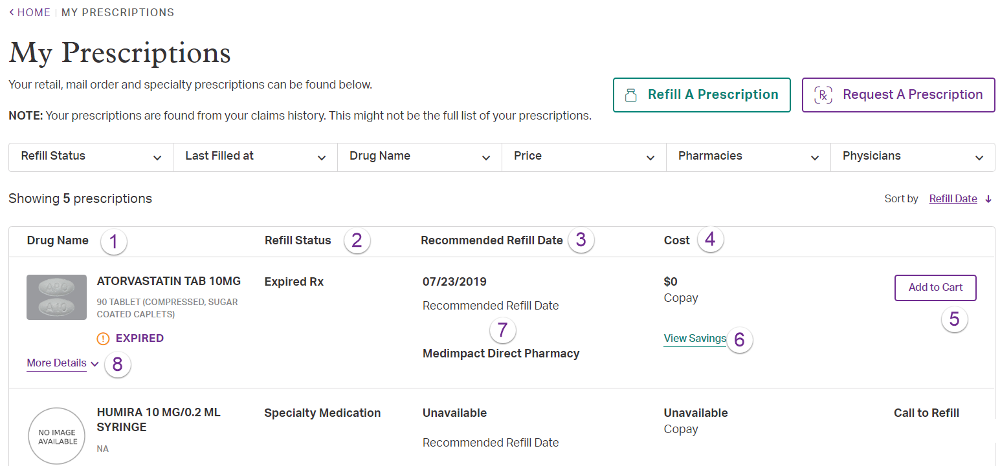 HOME | MY PRESCRIPTIONS
My Prescriptions
Your retail, mail order and specialty prescriptions can be found below.
Refill A Prescription
Request A Prescription
NOTE: Your prescriptions are found from your claims history. This might not be the full list of your prescriptions.
Refill Status Last Filled at Drug Name Price Pharmacies Physicians
Showing 5 prescriptions
Sort by Refill Date
Drug Name 1 Refill Status 2 Recommended Refill Date 3 Cost 4
APO
A10
ATORVASTATIN TAB 10MG
90 TABLET (COMPRESSED, SUGAR
COATED CAPLETS)
EXPIRED
More Details 8
Expired Rx
07/23/2019
Recommended Refill Date
7
Medimpact Direct Pharmacy
$0
Copay
View Savings 6
Add to Cart
5
NO IMAGE
AVAILABLE
HUMIRA 10 MG/0.2 ML
SYRINGE
NA
Specialty Medication
Unavailable
Recommended Refill Date
Unavailable
Copay
Call to Refill